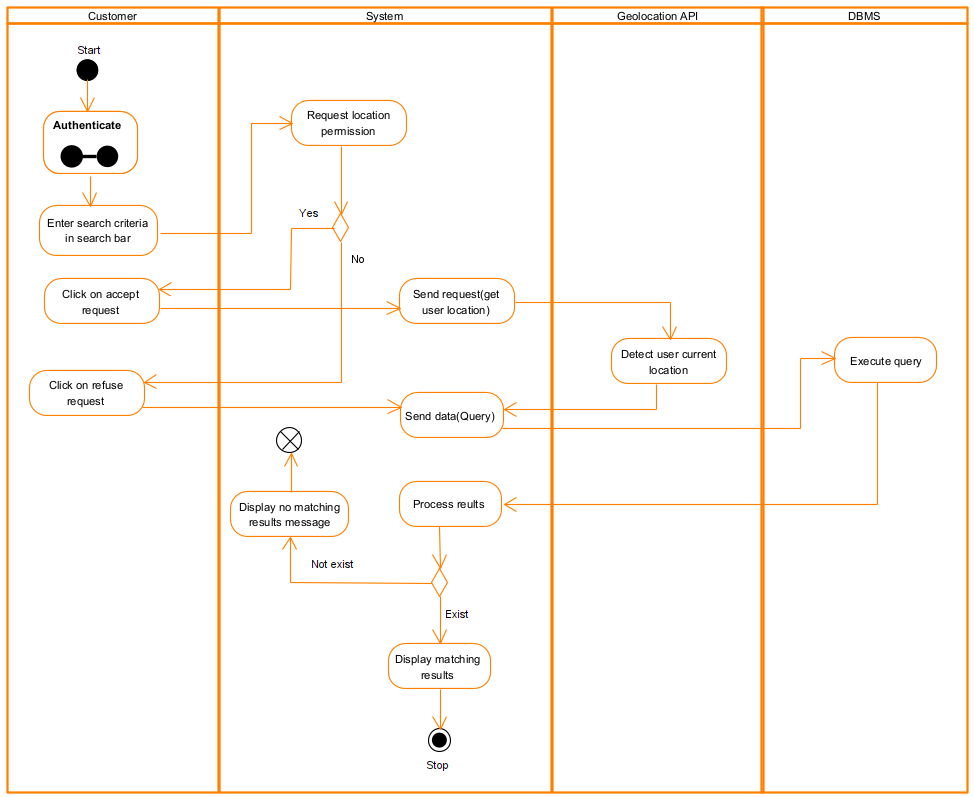 Customer
System
Geolocation API
DBMS
Start
Authenticate
Request location
permission
Enter search criteria
in search bar
Yes
No
Click on accept
request
Send request(get
user location)
Detect user current
location
Execute query
Click on refuse
request
Send data(Query)
Display no matching
results message
Process reults
Not exist
Exist
Display matching
results
Stop